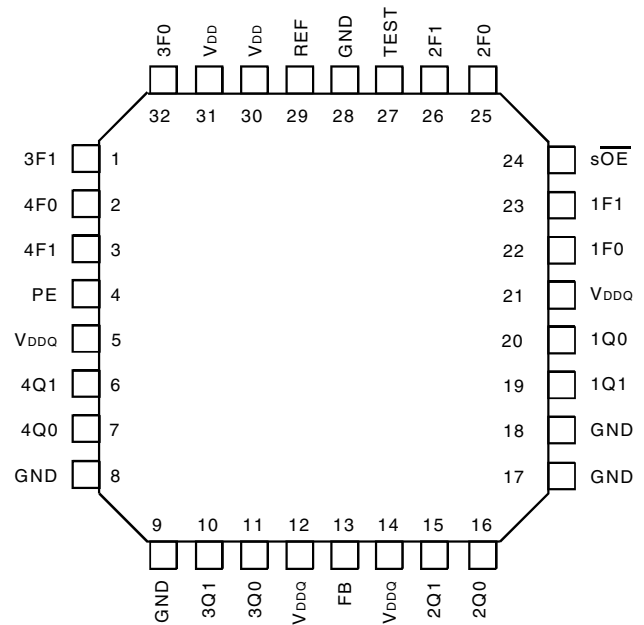 3F0 VDD VDD REF GND TEST 2F1 2F0
32 31 30 29 28 27 26 25
3F1 1 24 sOE
4F0 2 23 1F1
4F1 3 22 1F0
PE 4 21 VDDQ
VDDQ 5 20 1Q0
4Q1 6 19 1Q1
4Q0 7 18 GND
GND 8 17 GND
9 10 11 12 13 14 15 16
GND 3Q1 3Q0 VDDQ FB VDDQ 2Q1 2Q0